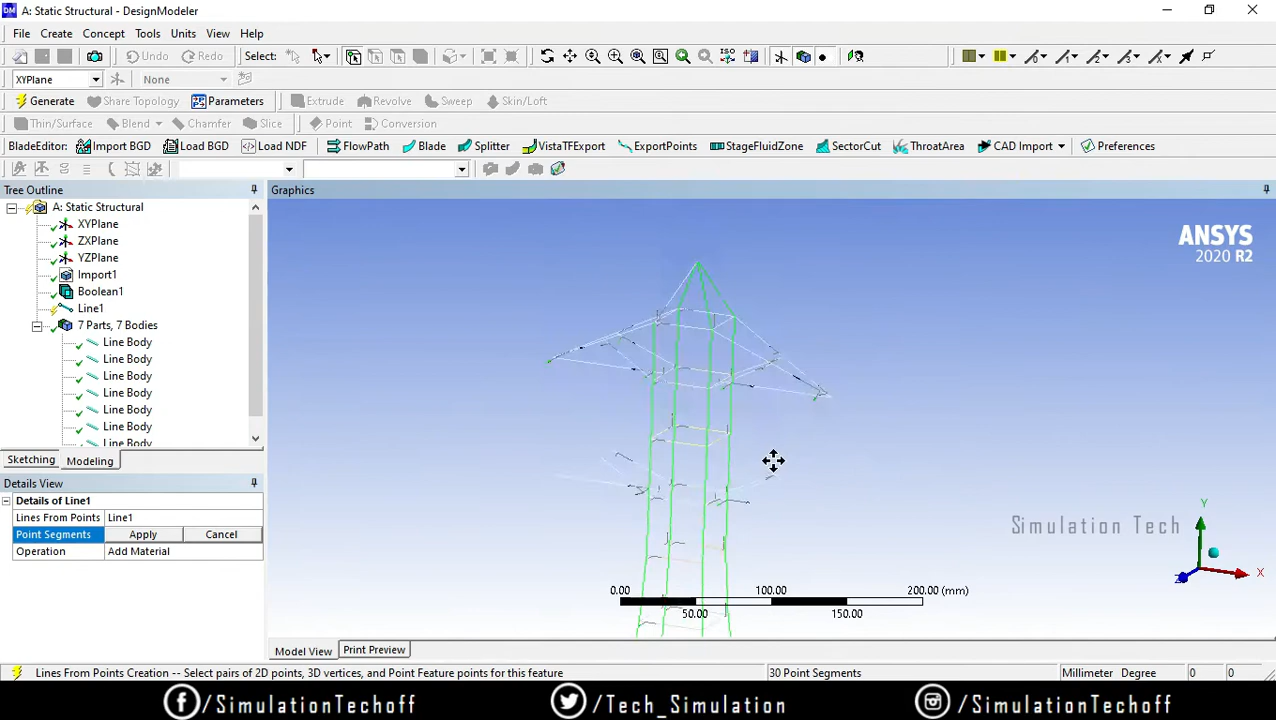 A: Static Structural - DesignModeler
File Create Concept Tools Units View Help
Undo Redo Select:
XYPlane None
Generate Share Topology Parameters Extrude Revolve Sweep Skin/Loft
Thin/Surface Blend Chamfer Slice Point Conversion
BladeEditor: Import BGD Load BGD Load NDF FlowPath Blade Splitter VistaTFExport ExportPoints StageFluidZone SectorCut ThroatArea CAD Import Preferences
Tree Outline
Graphics
A: Static Structural
XYPlane
ZXPlane
YZPlane
Import1
Boolean1
Line1
7 Parts, 7 Bodies
Line Body
Line Body
Line Body
Line Body
Line Body
Line Body
Line Body
Sketching Modeling
Details View
Details of Line1
Lines From Points Line1
Point Segments Apply Cancel
Operation Add Material
ANSYS
2020 R2
Simulation Tech
Y
X
Z
0.00 100.00 200.00 (mm)
50.00 150.00
Model View Print Preview
Lines From Points Creation -- Select pairs of 2D points, 3D vertices, and Point Feature points for this feature 30 Point Segments Millimeter Degree 0 0
/SimulationTechoff /Tech_Simulation /SimulationTechoff